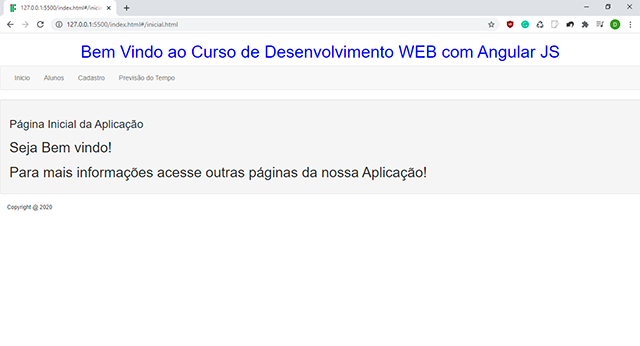 127.0.0.1:5500/index.html#/inici
127.0.0.1:5500/index.html#/inicial.html
Bem Vindo ao Curso de Desenvolvimento WEB com Angular JS
Inicio Alunos Cadastro Previsão do Tempo
Página Inicial da Aplicação
Seja Bem vindo!
Para mais informações acesse outras páginas da nossa Aplicação!
Copyright @ 2020